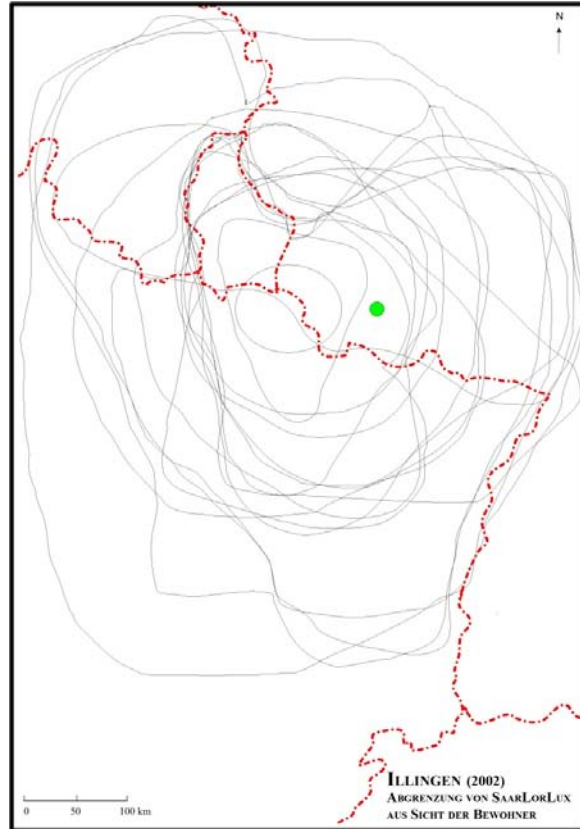 N
ILLINGEN (2002)
ABGRENZUNG VON SAARLORLUX
AUS SICHT DER BEWOHNER
0 50 100 km